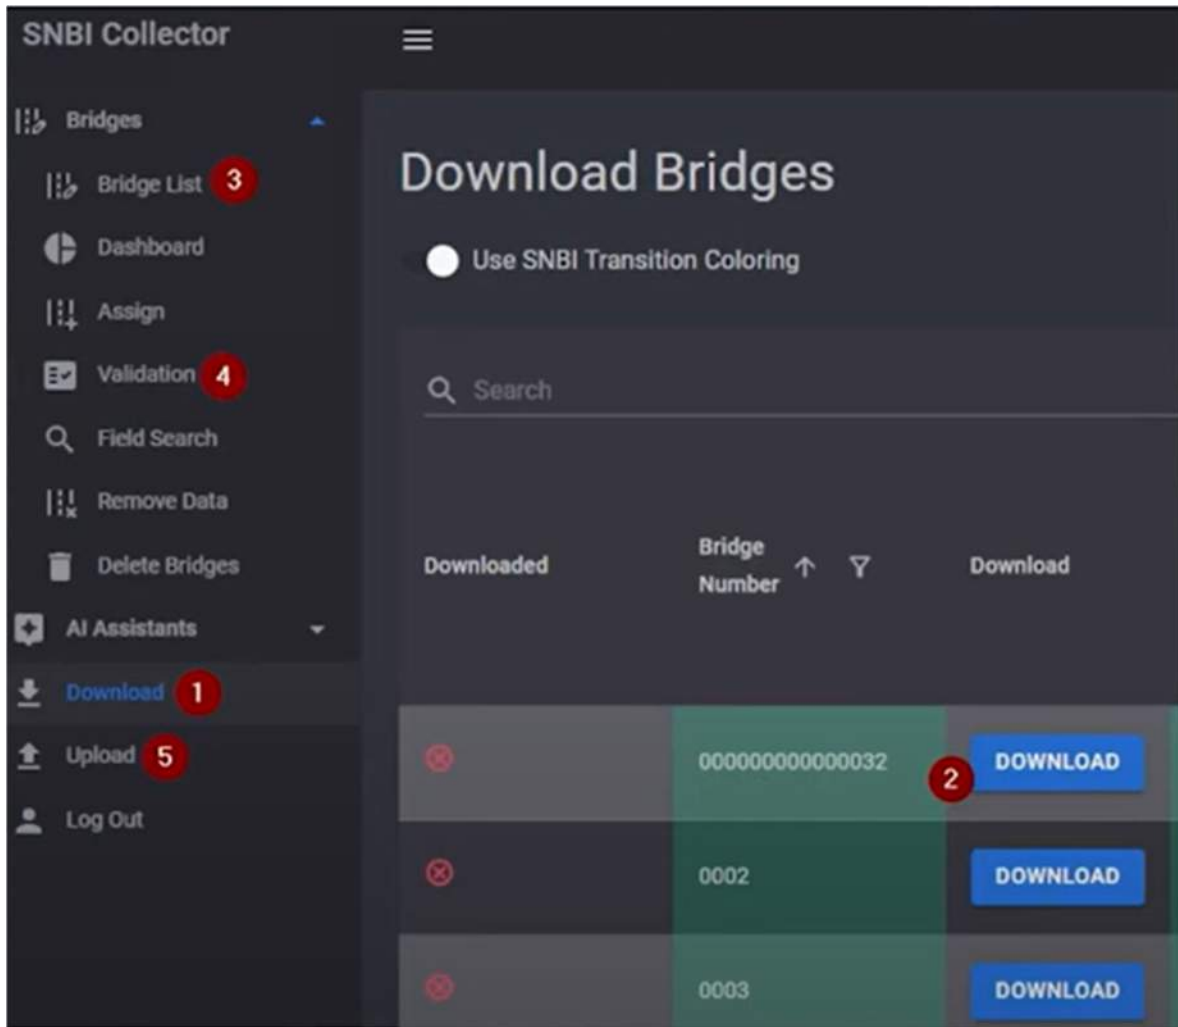 SNBI Collector
Bridges
Bridge List 3
Dashboard
Assign
Validation 4
Field Search
Remove Data
Delete Bridges
AI Assistants
Download 1
Upload 5
Log Out
Download Bridges
Use SNBI Transition Coloring
Search
Downloaded
Bridge
Number
Download
000000000000032
2 DOWNLOAD
0002
DOWNLOAD
0003
DOWNLOAD